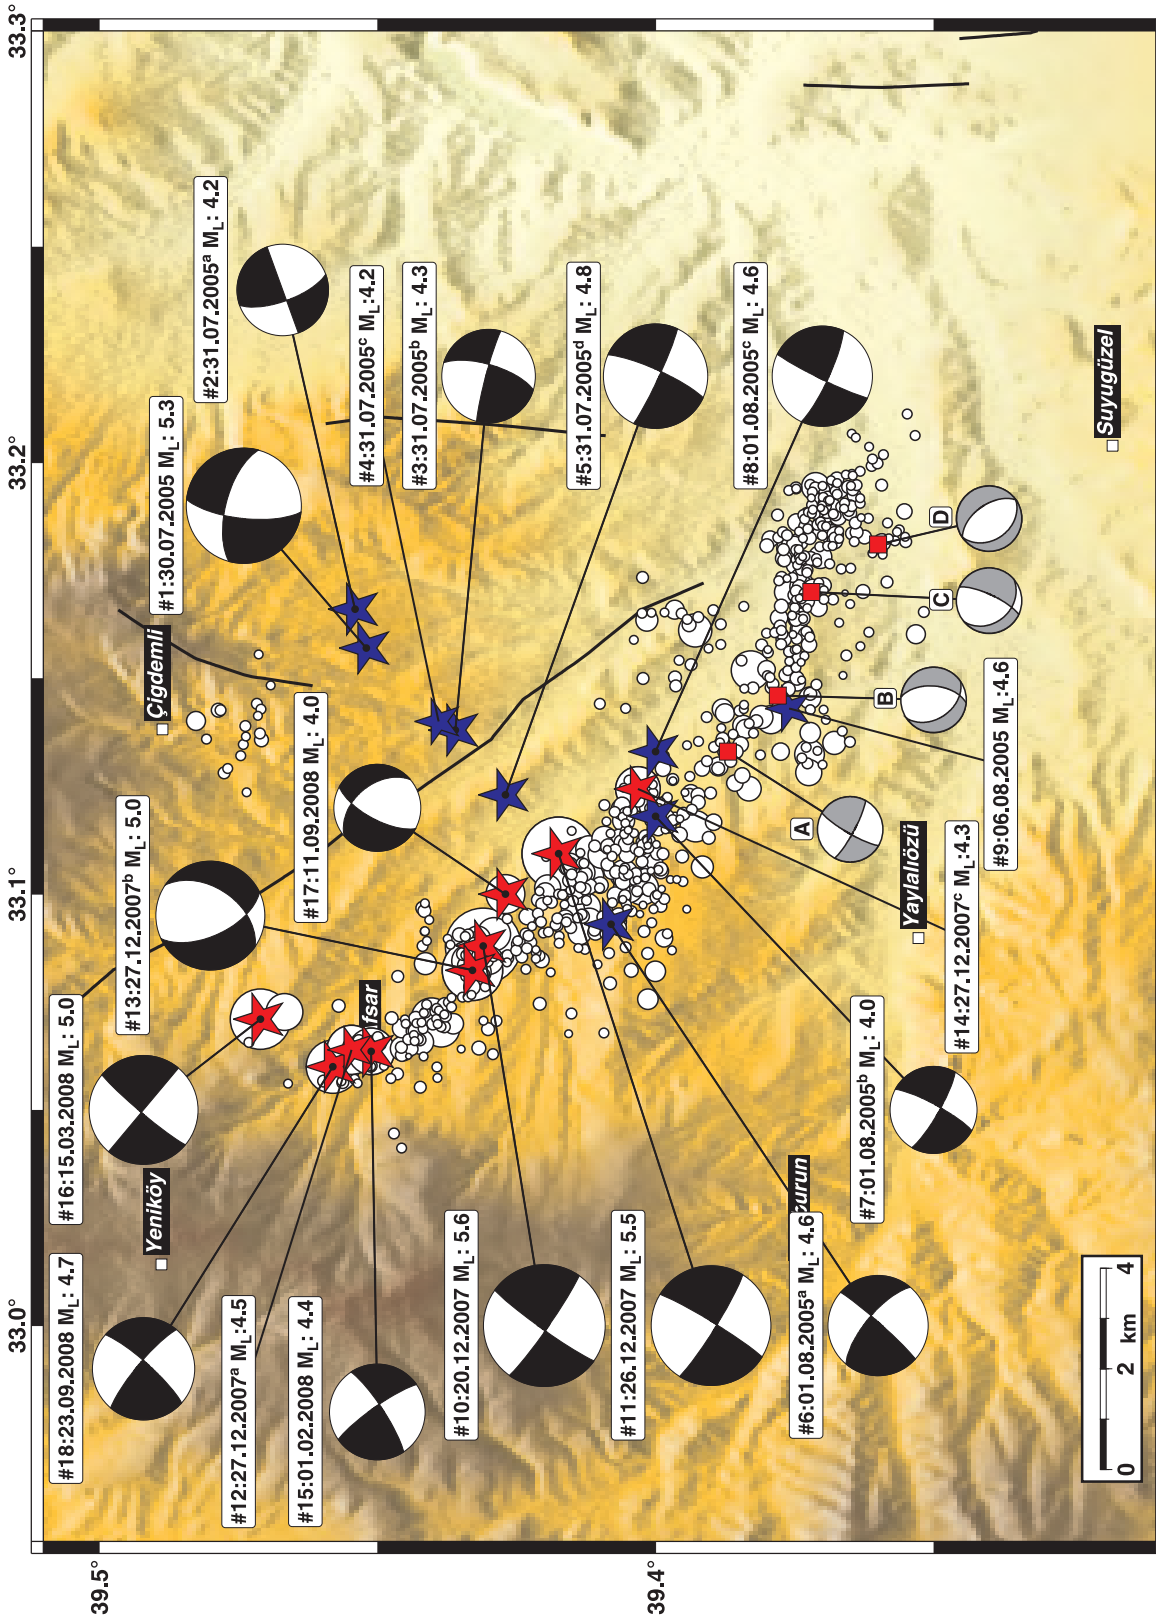 #18:23.09.2008 ML: 4.7
#16:15.03.2008 ML: 5.0
#13:27.12.2007b ML: 5.0
#1:30.07.2005 ML: 5.3
#2:31.07.2005a ML: 4.2
Yeniköy
Çiğdemli
#12:27.12.2007a ML:4.5
#15:01.02.2008 ML: 4.4
#17:11.09.2008 ML: 4.0
#4:31.07.2005c ML:4.2
#3:31.07.2005b ML: 4.3
fsar
#10:20.12.2007 ML: 5.6
#5:31.07.2005d ML: 4.8
#11:26.12.2007 ML: 5.5
#8:01.08.2005c ML: 4.6
#6:01.08.2005a ML: 4.6
urun
#7:01.08.2005b ML: 4.0
Yaylalözü
#14:27.12.2007c ML:4.3
#9:06.08.2005 ML:4.6
A
B
C
D
Suyugüzel
0 2 km 4
39.5°
39.4°
33.0°
33.1°
33.2°
33.3°